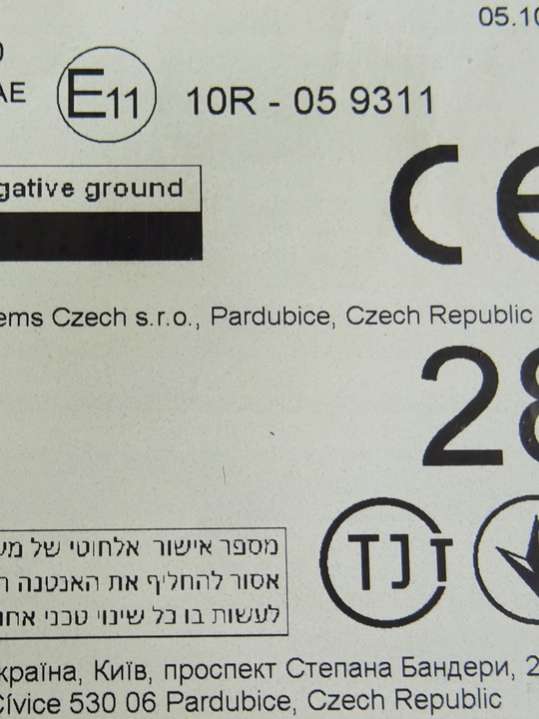 05.10
0
AE E11 10R - 05 9311
gative ground
CE
ems Czech s.r.o., Pardubice, Czech Republic
28
מספר אישור אלחוטי של
אסור להחליף את האנטנה
לעשות בו כל שינוי טכני אחר
країна, Київ, проспект Степана Бандери, 2
Cívice 530 06 Pardubice, Czech Republic